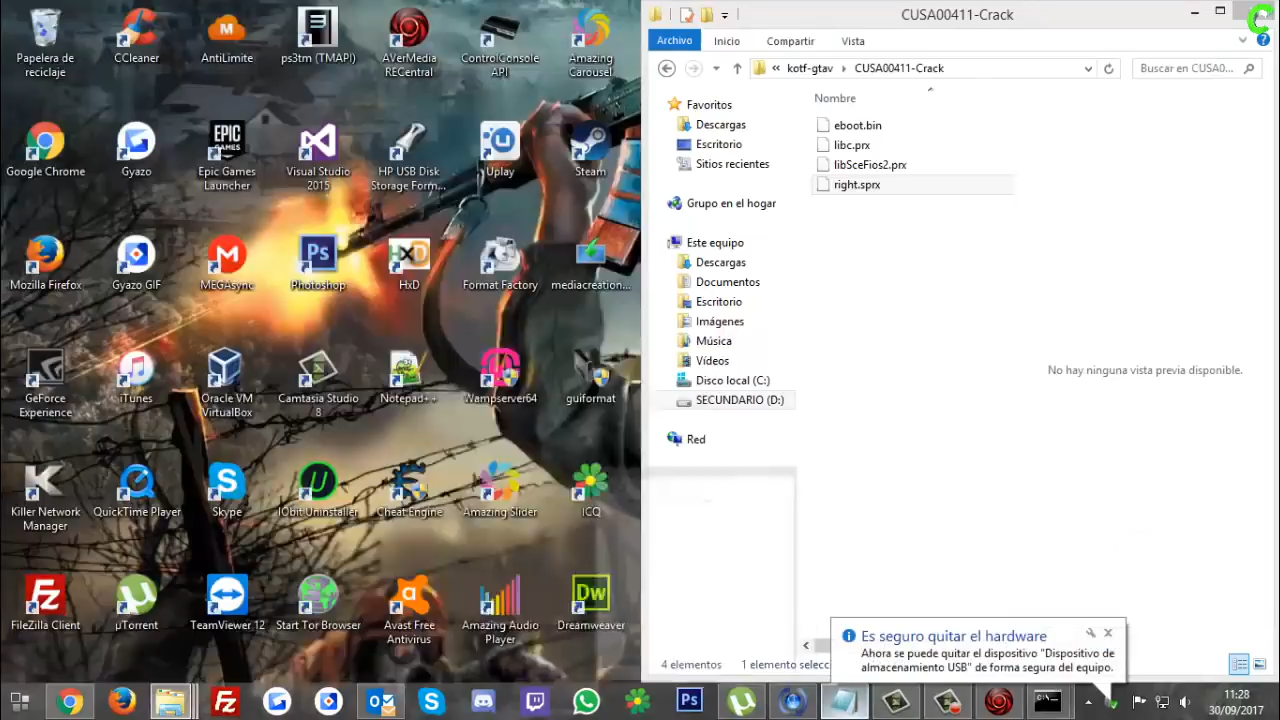 Papelera de
reciclaje
CCleaner
AntiLimite
ps3tm (TMAPI)
AVerMedia
RECentral
ControlConsole
API
Amazing
Carousel
Google Chrome
Gyazo
EPIC
GAMES
Epic Games
Launcher
Visual Studio
2015
HP USB Disk
Storage Form...
Uplay
Steam
Mozilla Firefox
Gyazo GIF
MEGAsync
Ps
Photoshop
HxD
HxD
Format Factory
mediacreation...
GeForce
Experience
iTunes
Oracle VM
VirtualBox
Camtasia Studio
8
Notepad++
Wampserver64
guiformat
Killer Network
Manager
QuickTime Player
Skype
IObit Uninstaller
Cheat Engine
Amazing Slider
ICQ
FileZilla Client
µTorrent
TeamViewer 12
Start Tor Browser
Avast Free
Antivirus
Amazing Audio
Player
Dw
Dreamweaver
CUSA00411-Crack
Archivo
Inicio
Compartir
Vista
kotf-gtav
CUSA00411-Crack
Buscar en CUSA0...
Favoritos
Descargas
Escritorio
Sitios recientes
Grupo en el hogar
Este equipo
Descargas
Documentos
Escritorio
Imágenes
Música
Vídeos
Disco local (C:)
SECUNDARIO (D:)
Red
Nombre
eboot.bin
libc.prx
libSceFios2.prx
right.sprx
No hay ninguna vista previa disponible.
4 elementos
1 elemento selecc
Es seguro quitar el hardware
Ahora se puede quitar el dispositivo "Dispositivo de
almacenamiento USB" de forma segura del equipo.
Ps
11:28
30/09/2017